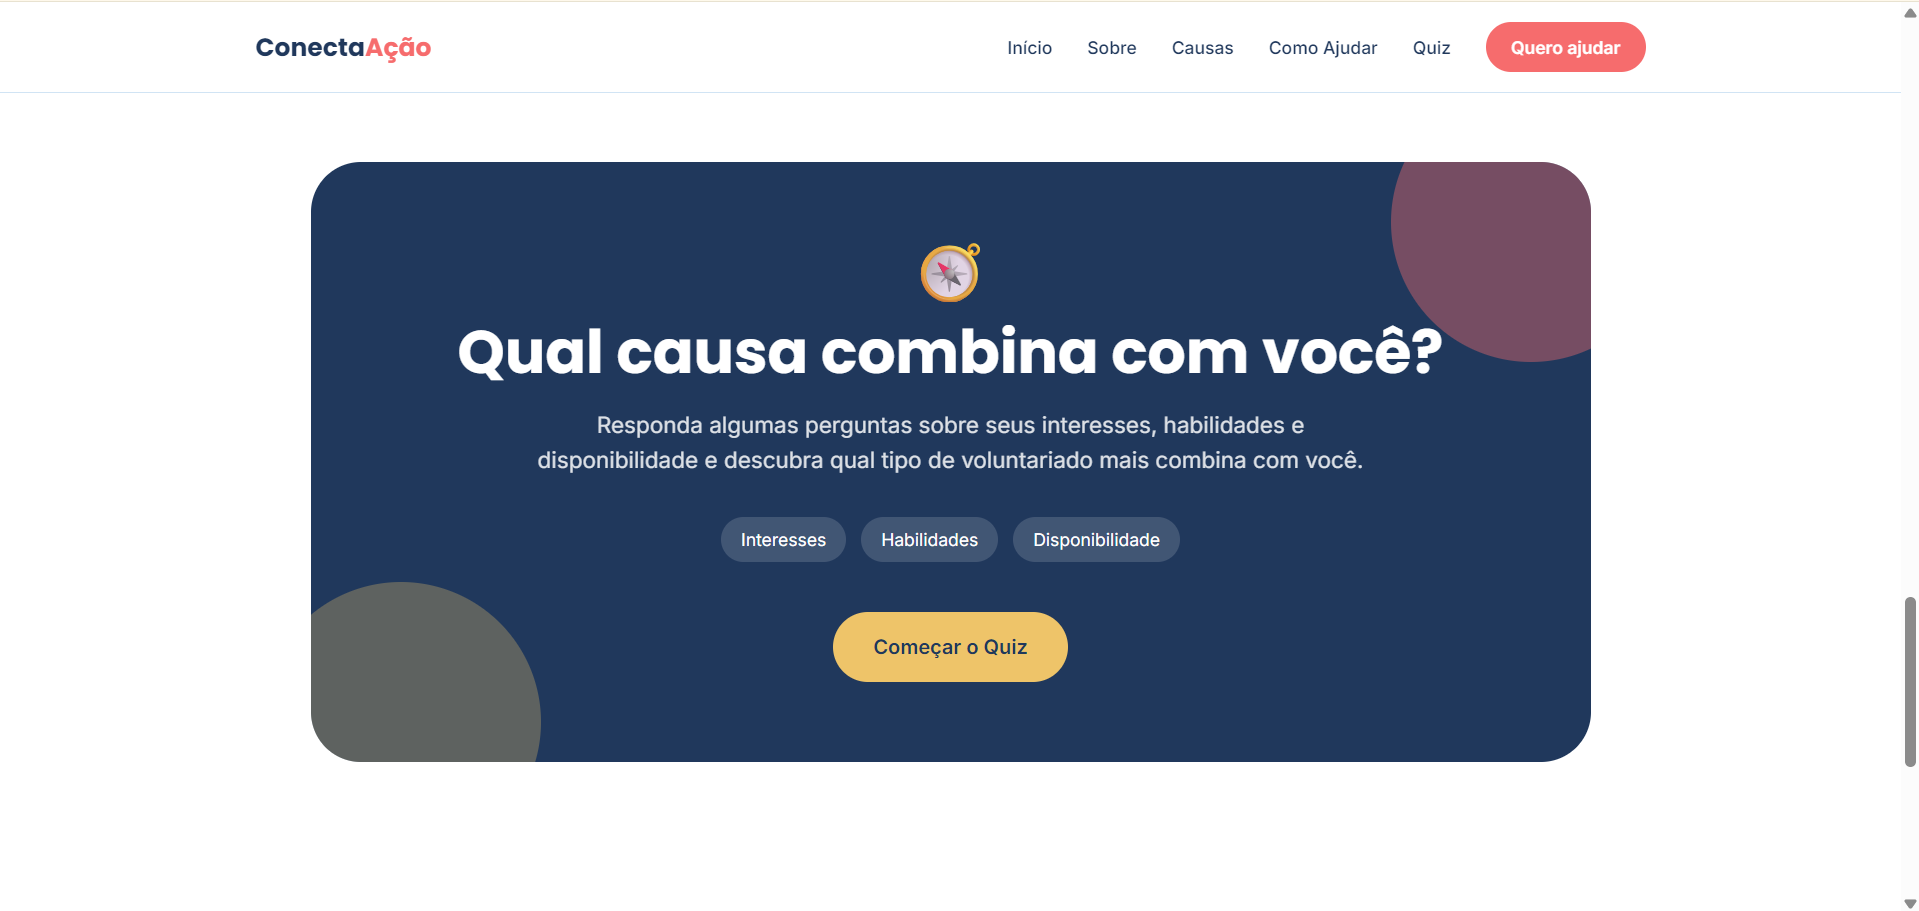 ConectaAção
Início Sobre Causas Como Ajudar Quiz Quero ajudar
Qual causa combina com você?
Responda algumas perguntas sobre seus interesses, habilidades e
disponibilidade e descubra qual tipo de voluntariado mais combina com você.
Interesses Habilidades Disponibilidade
Começar o Quiz